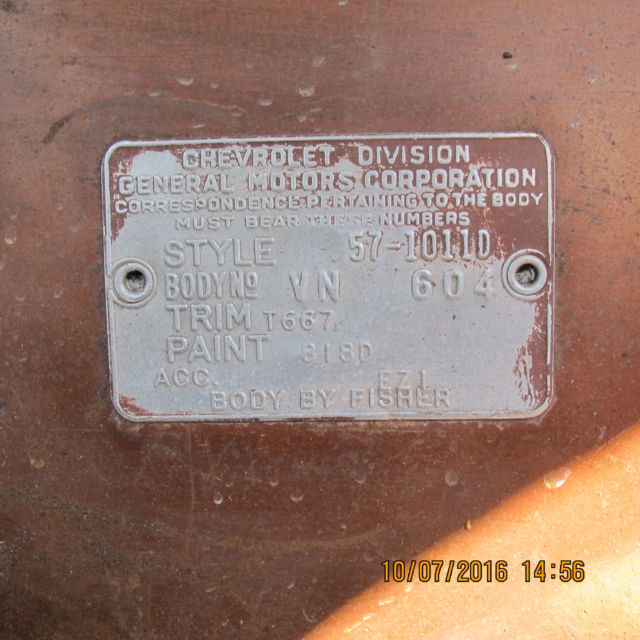 CHEVROLET DIVISION
GENERAL MOTORS CORPORATION
CORRESPONDENCE PERTAINING TO THE BODY
MUST BEAR THESE NUMBERS
STYLE 57-1011D
BODY NO VN 604
TRIM T667
PAINT 818D
ACC. EZI
BODY BY FISHER
10/07/2016 14:56